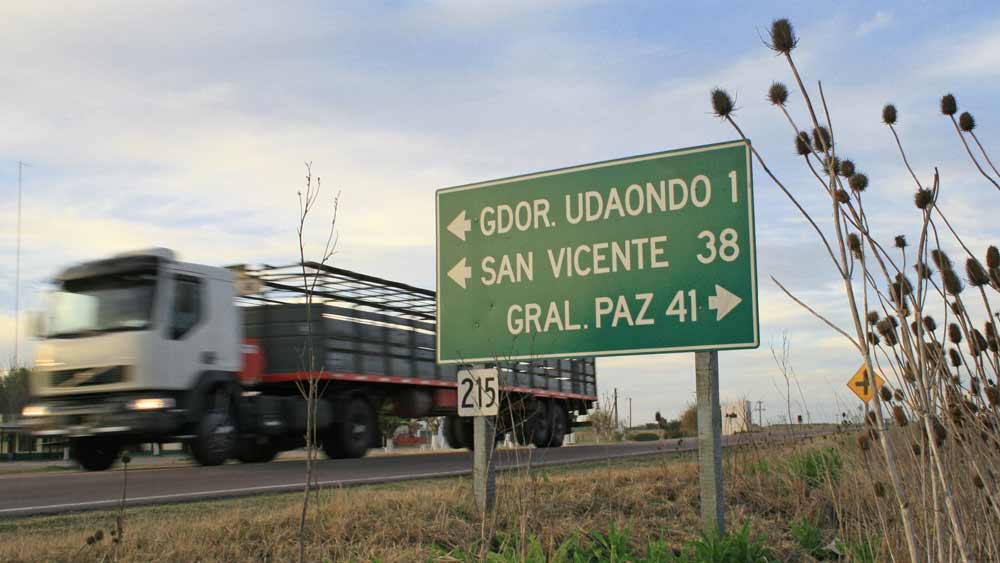 GDOR. UDAONDO 1
SAN VICENTE 38
GRAL. PAZ 41
215